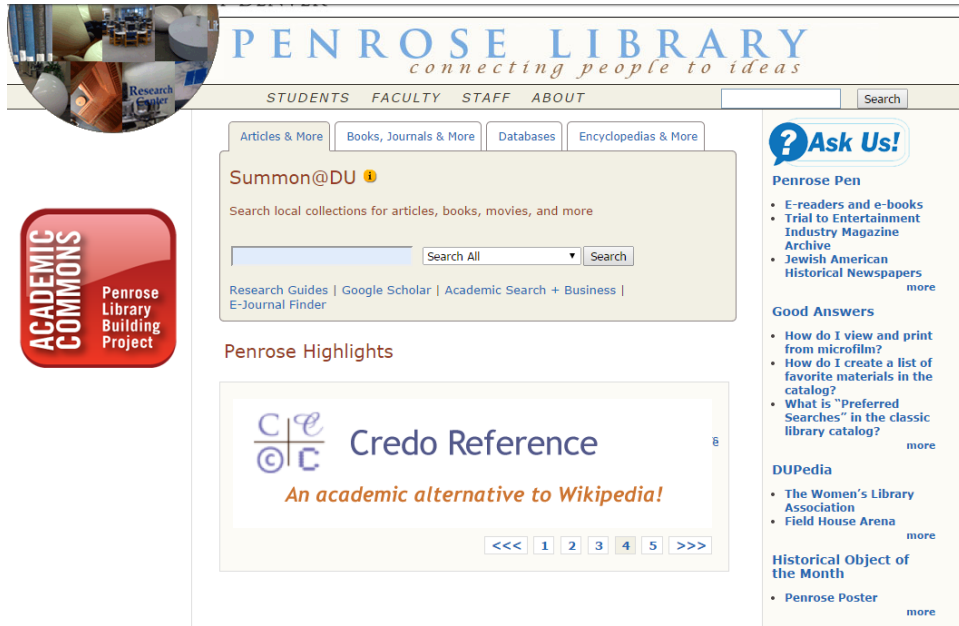 PENROSE LIBRARY
connecting people to ideas
Research
Center
STUDENTS FACULTY STAFF ABOUT
Search
Articles & More
Books, Journals & More
Databases
Encyclopedias & More
Summon@DU
Search local collections for articles, books, movies, and more
Search All
Search
Research Guides | Google Scholar | Academic Search + Business |
E-Journal Finder
ACADEMIC
COMMONS
Penrose
Library
Building
Project
Penrose Highlights
Credo Reference
An academic alternative to Wikipedia!
<<< 1 2 3 4 5 >>>
? Ask Us!
Penrose Pen
E-readers and e-books
Trial to Entertainment
Industry Magazine
Archive
Jewish American
Historical Newspapers
more
Good Answers
How do I view and print
from microfilm?
How do I create a list of
favorite materials in the
catalog?
What is “Preferred
Searches” in the classic
library catalog?
more
DUPedia
The Women’s Library
Association
Field House Arena
more
Historical Object of
the Month
Penrose Poster
more